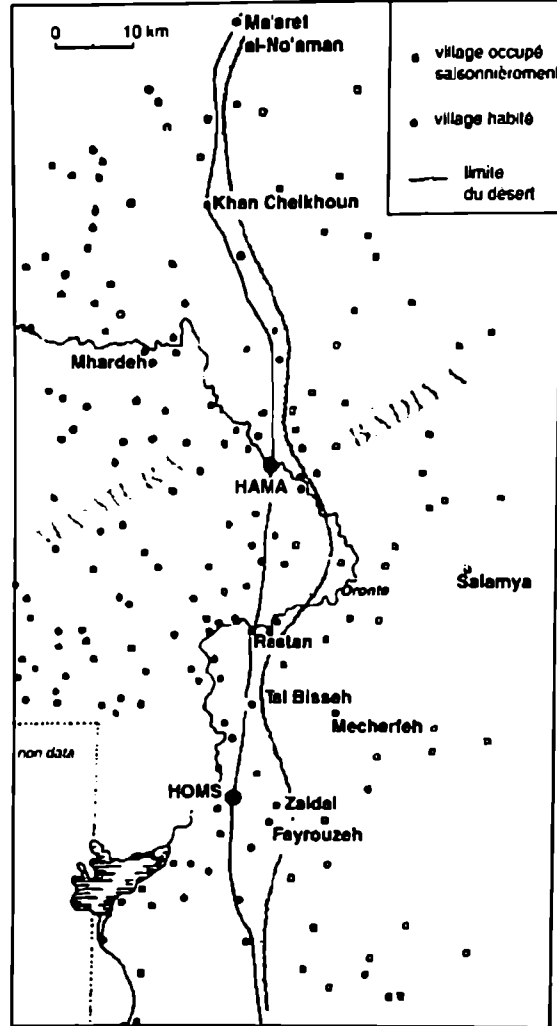 0 10 km
Ma'aret
al-No'aman
village occupé
saisonnièrement
village habité
limite
du désert
Khan Cheikhoun
Mhardeh
BADIYA
HAMA
Salamya
Oronte
Rastan
Tal Bisseh
Mecherfeh
non data
HOMS
Zaidal
Fayrouzeh